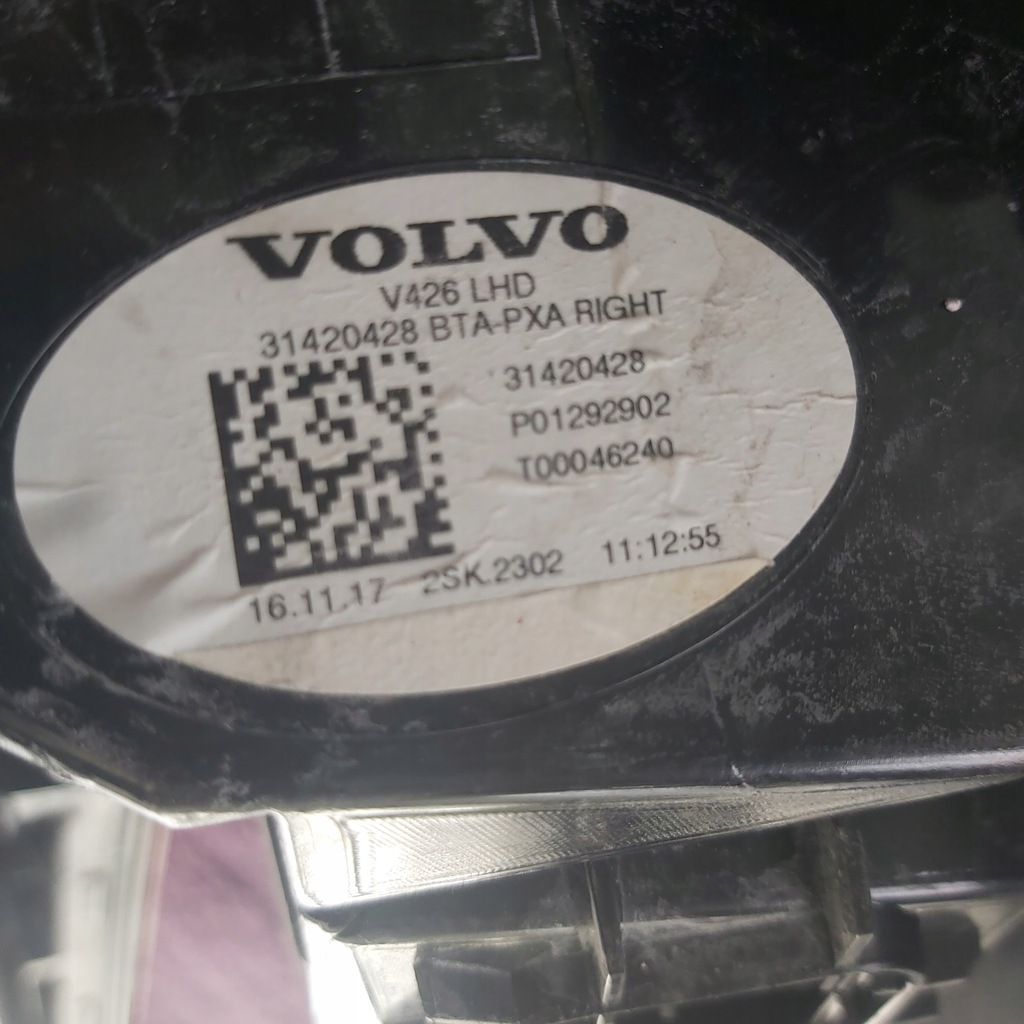 VOLVO
V426 LHD
31420428 BTA-PXA RIGHT
31420428
P01292902
T00046240
16.11.17 2SK.2302 11:12:55